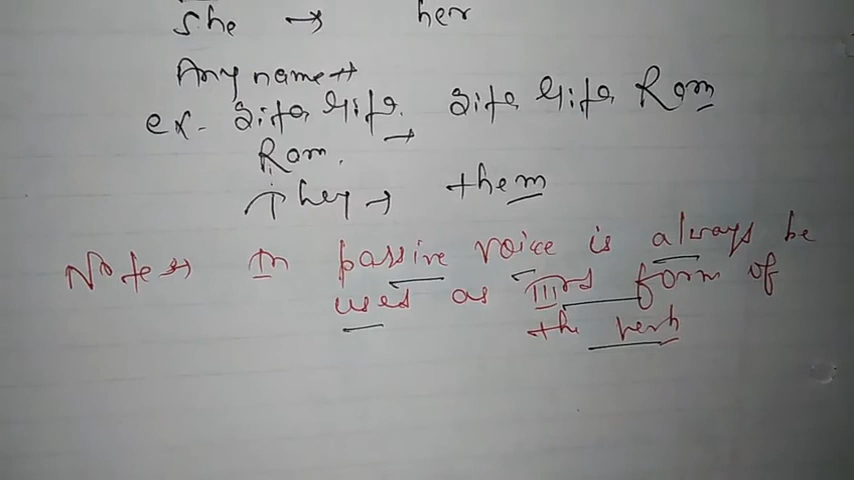 She → her
Any name →
ex. Sita Gita. → Sita Gita Ram
Ram.
They → them
Note → In passive voice is always be
used as IIIrd form of
the verb